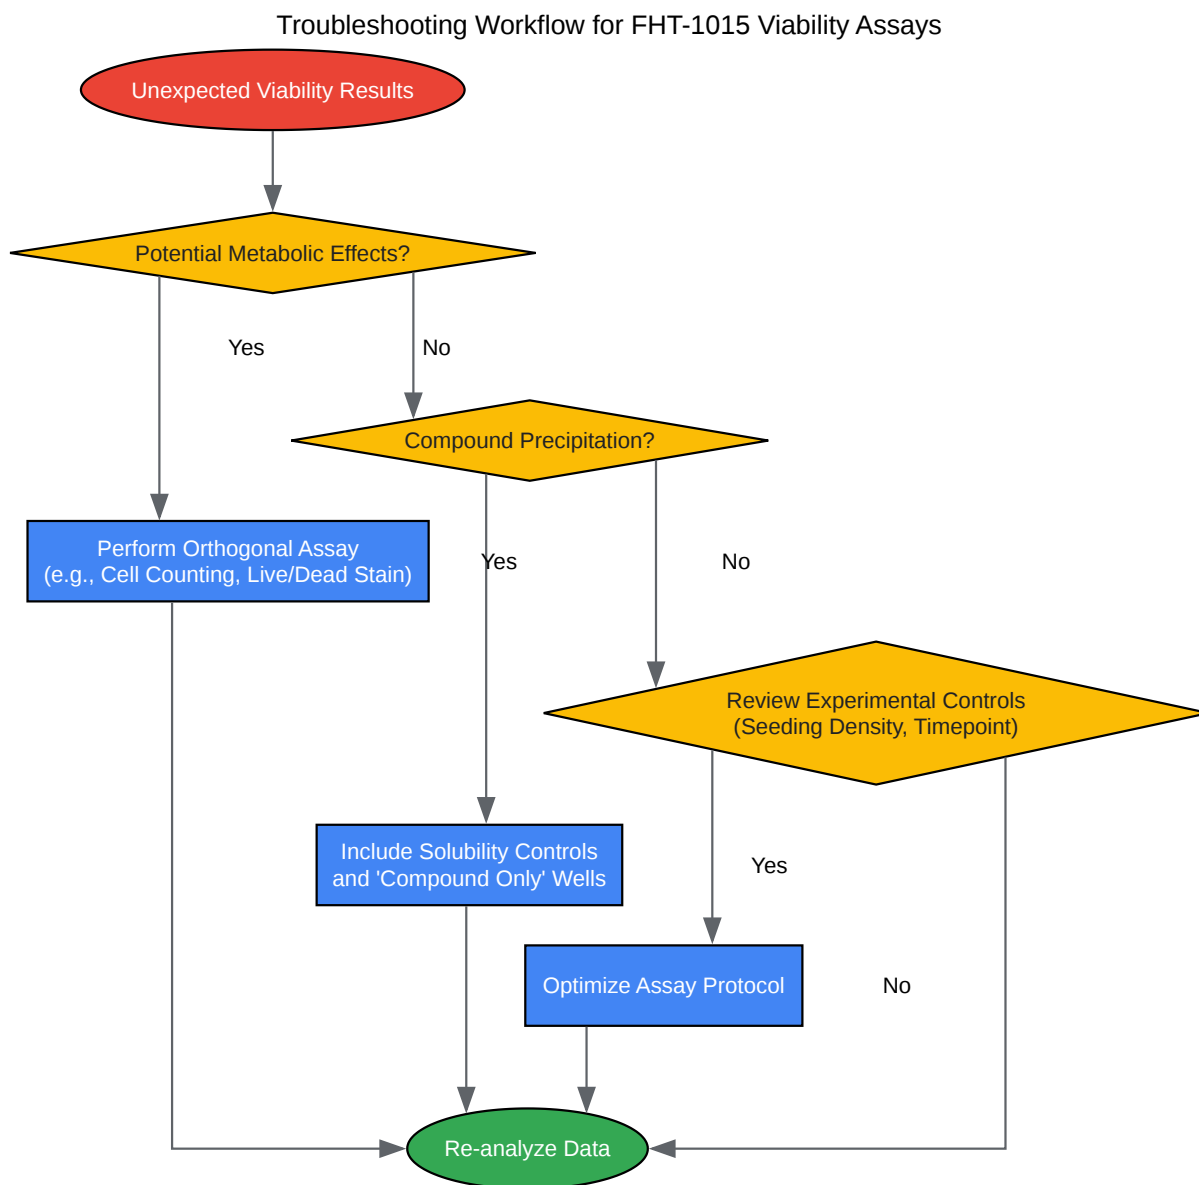 Troubleshooting Workflow for FHT-1015 Viability Assays
Unexpected Viability Results
Potential Metabolic Effects?
Yes
No
Compound Precipitation?
Perform Orthogonal Assay
(e.g., Cell Counting, Live/Dead Stain)
Yes
No
Review Experimental Controls
(Seeding Density, Timepoint)
Include Solubility Controls
and 'Compound Only' Wells
Yes
Optimize Assay Protocol
No
Re-analyze Data